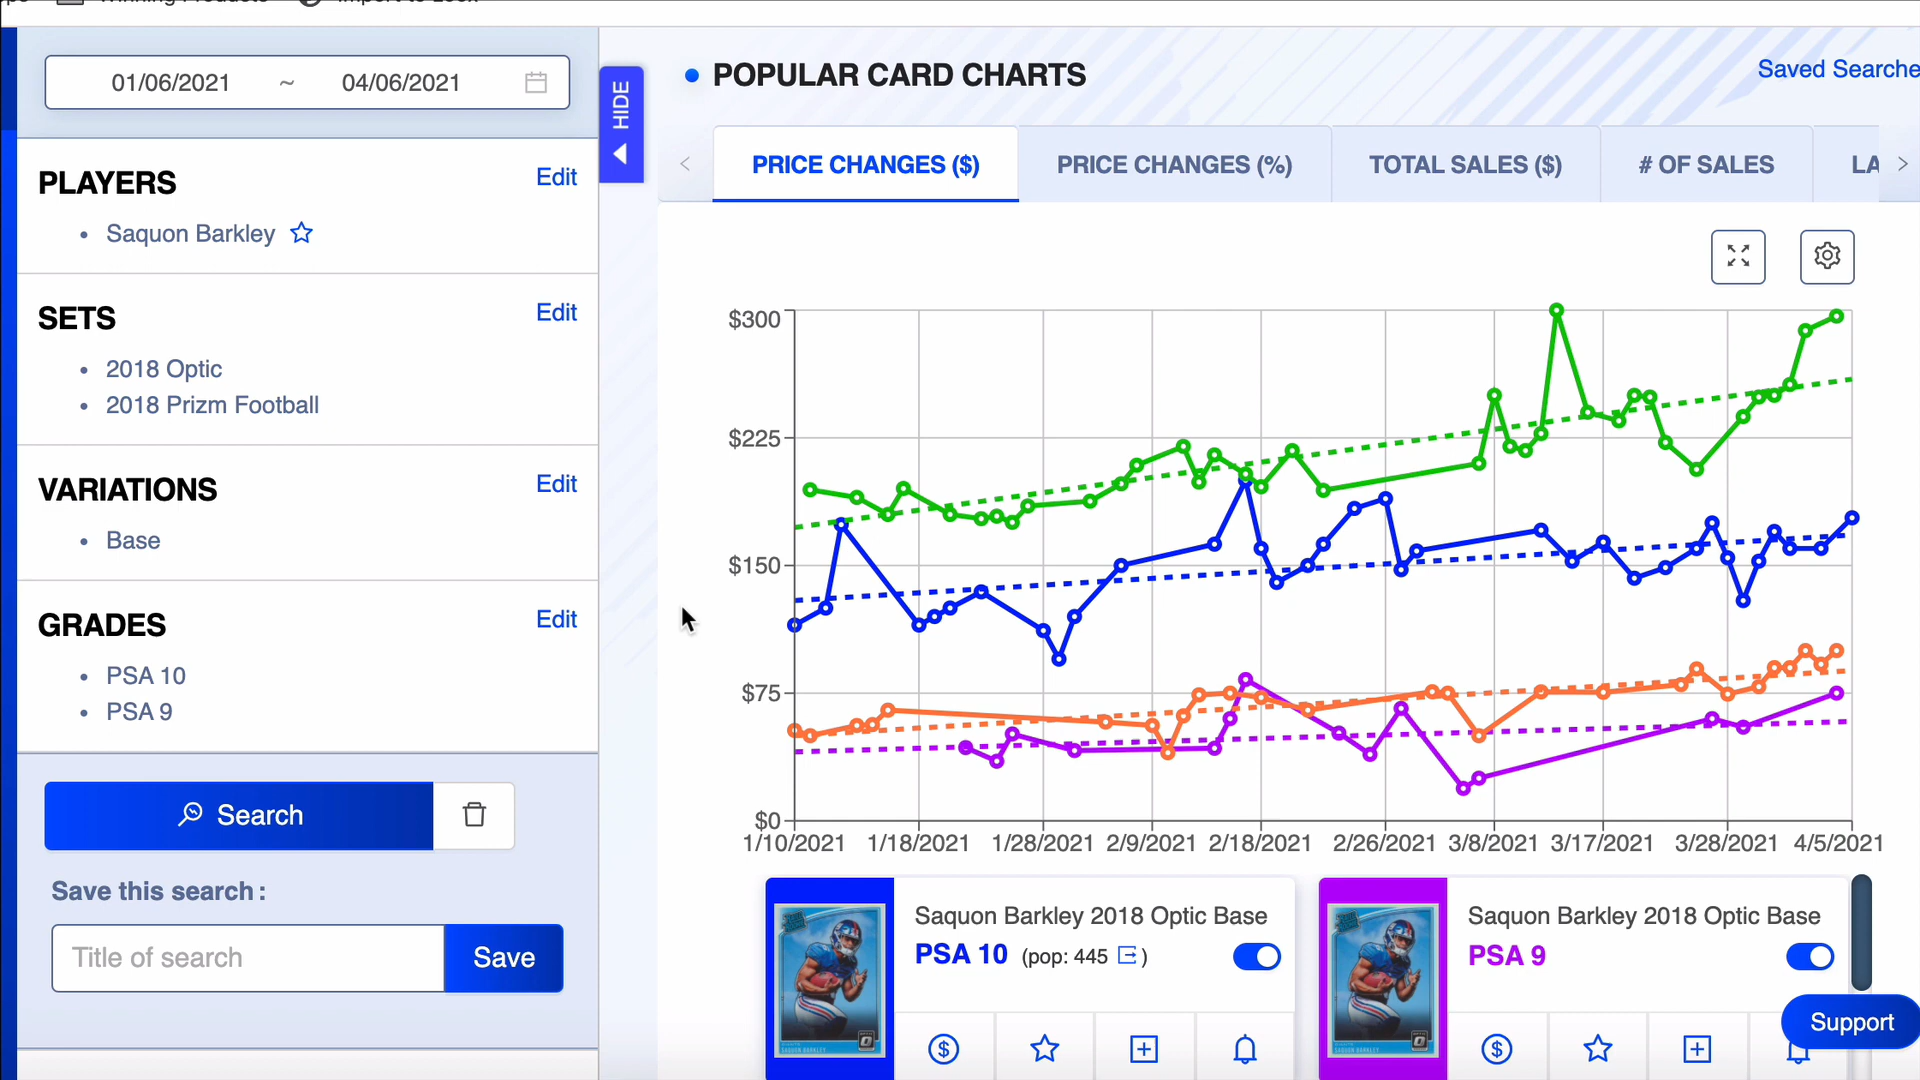 01/06/2021 ~ 04/06/2021
HIDE
PLAYERS Edit
Saquon Barkley
SETS Edit
2018 Optic
2018 Prizm Football
VARIATIONS Edit
Base
GRADES Edit
PSA 10
PSA 9
Search
Save this search :
Title of search
Save
POPULAR CARD CHARTS
Saved Searche
PRICE CHANGES ($) PRICE CHANGES (%) TOTAL SALES ($) # OF SALES LA
$300
$225
$150
$75
$0
1/10/2021 1/18/2021 1/28/2021 2/9/2021 2/18/2021 2/26/2021 3/8/2021 3/17/2021 3/28/2021 4/5/2021
Saquon Barkley 2018 Optic Base
PSA 10 (pop: 445 )
Saquon Barkley 2018 Optic Base
PSA 9
Support